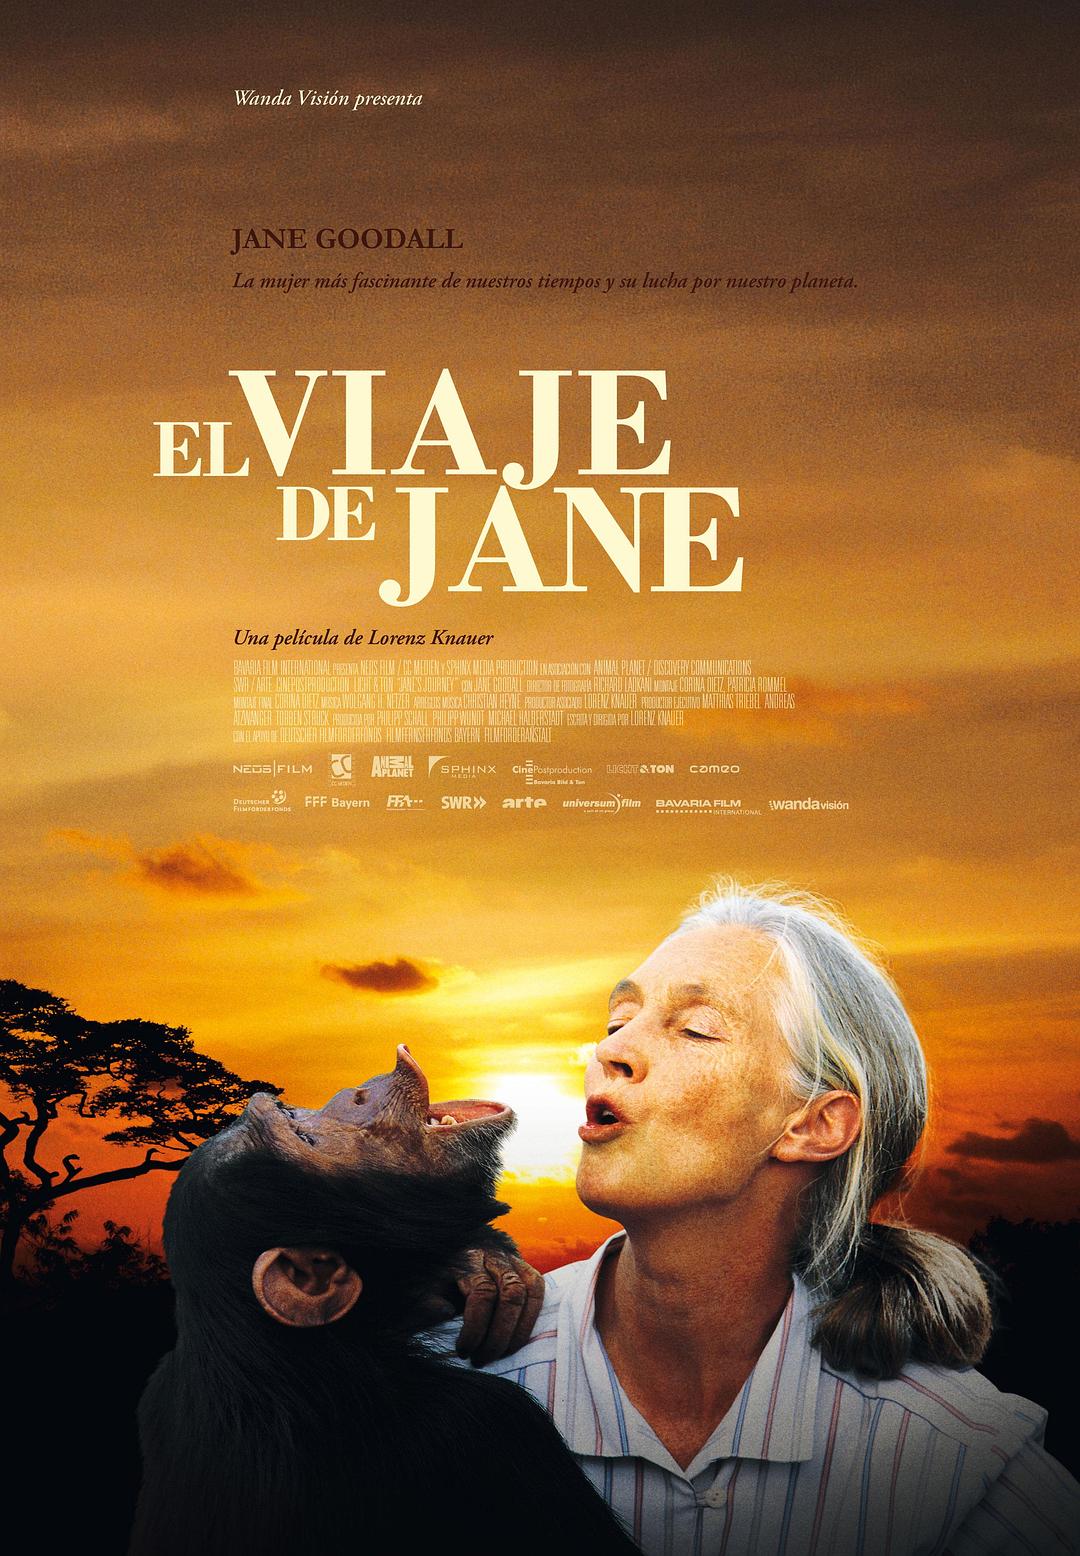 Wanda Visión presenta
JANE GOODALL
La mujer más fascinante de nuestros tiempos y su lucha por nuestro planeta.
EL VIAJE
DE JANE
Una película de Lorenz Knauer
BAVARIA FILM INTERNATIONAL PRESENTA NEOS FILM / CC MEDIEN Y SPHINX MEDIA PRODUCTION EN ASOCIACIÓN CON ANIMAL PLANET / DISCOVERY COMMUNICATIONS
SWR / ARTE CINEPOSTPRODUCTION LICHT & TON "JANE'S JOURNEY" CON JANE GOODALL DIRECTOR DE FOTOGRAFÍA RICHARD LADKANI MONTAJE CORINA DIETZ PATRICIA ROMMEL
MONTAJE FINAL CORINA DIETZ MÚSICA WOLFGANG R. NETZER ARREGLOS MÚSICA CHRISTIAN HEYNE PRODUCTOR ASOCIADO LORENZ KNAUER PRODUCTOR EJECUTIVO MATTHIAS TRIEBEL ANDREAS
ATZWANGER TORBEN STRUCK PRODUCIDA POR PHILIPP SCHALL PHILIPP WUNDT MICHAEL HALBERSTADT ESCRITA Y DIRIGIDA POR LORENZ KNAUER
CON EL APOYO DE DEUTSCHER FILMFÖRDERFONDS FILMFERNSEHFONDS BAYERN FILMFÖRDERANSTALT
NEOS|FILM CC MEDIEN ANIMAL PLANET SPHINX MEDIA CinePostproduction Bavaria Bild & Ton LICHT&TON cameo
DEUTSCHER FILMFÖRDERFONDS FFF Bayern FFA SWR arte universum film BAVARIA FILM INTERNATIONAL wandavisión